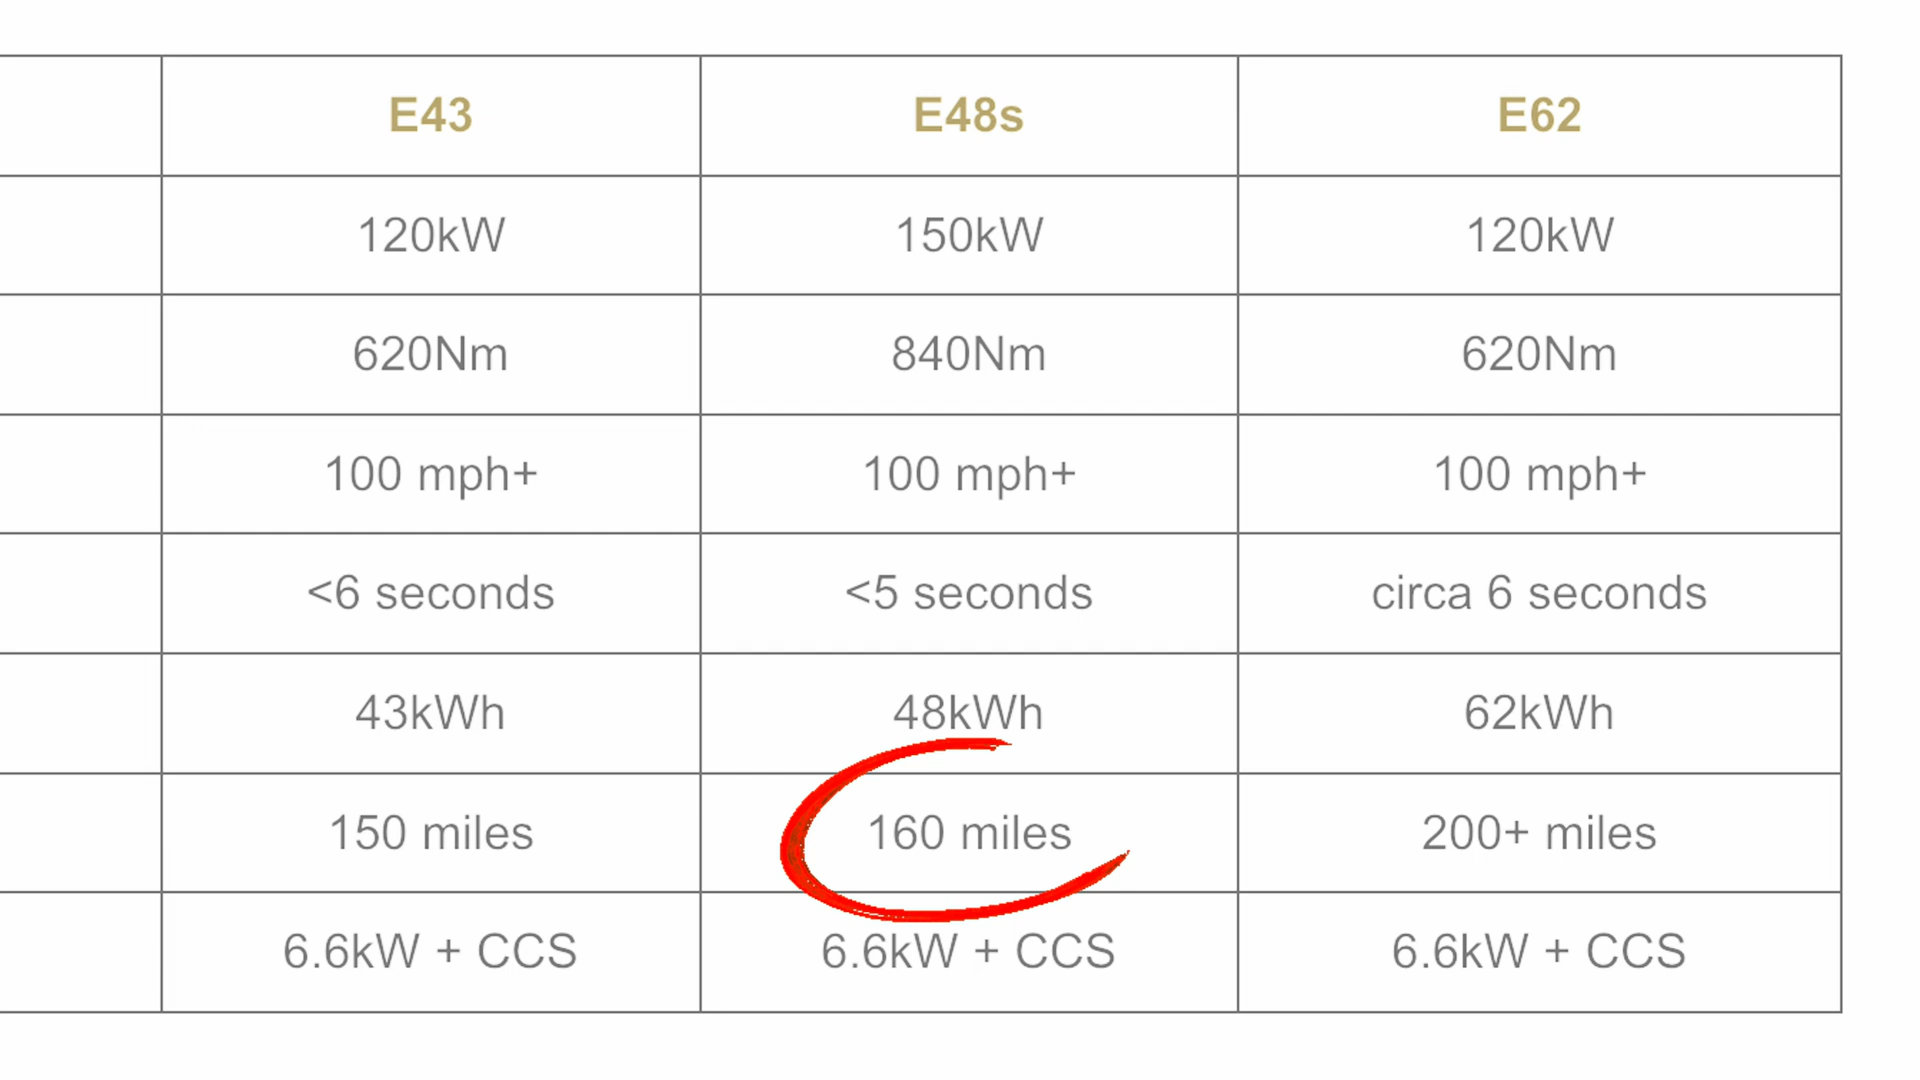 E43 E48s E62
120kW 150kW 120kW
620Nm 840Nm 620Nm
100 mph+ 100 mph+ 100 mph+
<6 seconds <5 seconds circa 6 seconds
43kWh 48kWh 62kWh
150 miles 160 miles 200+ miles
6.6kW + CCS 6.6kW + CCS 6.6kW + CCS